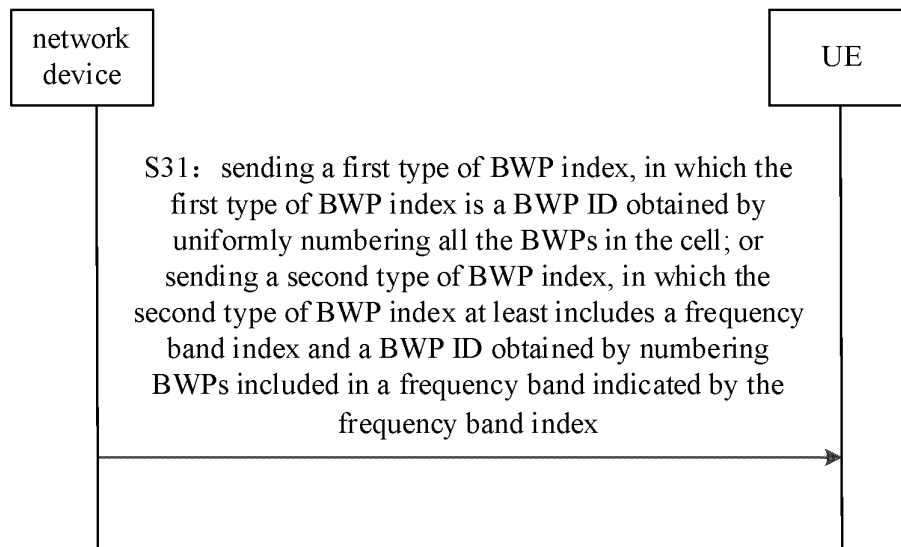 network
device
UE
S31：sending a first type of BWP index, in which the
first type of BWP index is a BWP ID obtained by
uniformly numbering all the BWPs in the cell; or
sending a second type of BWP index, in which the
second type of BWP index at least includes a frequency
band index and a BWP ID obtained by numbering
BWPs included in a frequency band indicated by the
frequency band index